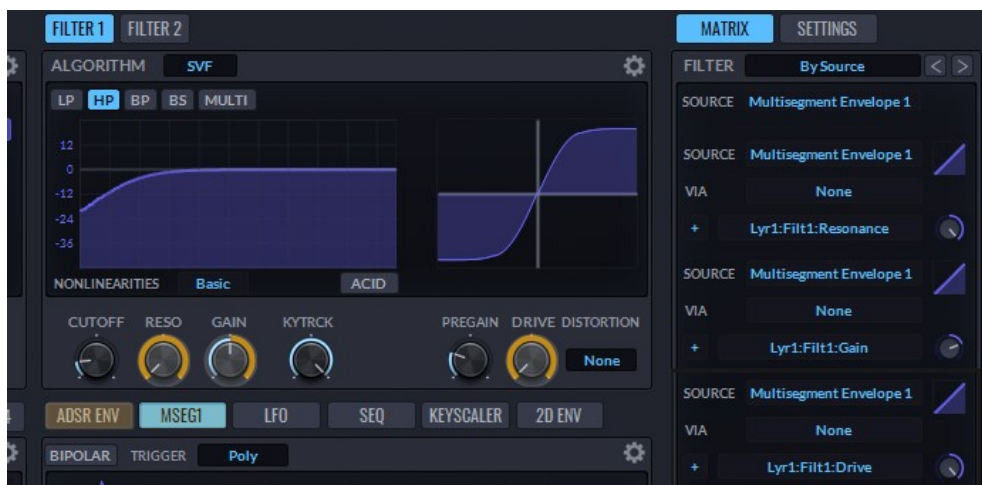 FILTER 1 FILTER 2
ALGORITHM SVF
LP HP BP BS MULTI
12
0
-12
-24
-36
NONLINEARITIES Basic ACID
CUTOFF RESO GAIN KYTRCK PREGAIN DRIVE DISTORTION
None
ADSR ENV MSEG1 LFO SEQ KEYSCALER 2D ENV
BIPOLAR TRIGGER Poly
MATRIX SETTINGS
FILTER By Source < >
SOURCE Multisegment Envelope 1
SOURCE Multisegment Envelope 1
VIA None
+ Lyr1:Filt1:Resonance
SOURCE Multisegment Envelope 1
VIA None
+ Lyr1:Filt1:Gain
SOURCE Multisegment Envelope 1
VIA None
+ Lyr1:Filt1:Drive